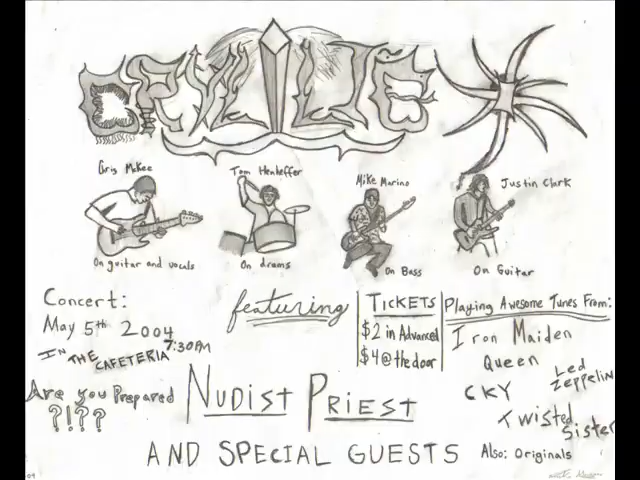 Gris McKee
Tom Henheffer
Mike Marino
Justin Clark
On guitar and vocals
On drums
On Bass
On Guitar
Concert:
May 5th 2004
7:30PM
IN THE CAFETERIA
Are you Prepared
?!??
featuring
NUDIST PRIEST
AND SPECIAL GUESTS
TICKETS
$2 in Advanced
$4 @ the door
Playing Awesome Tunes From:
Iron Maiden
Queen
Led Zeppelin
CKY
Twisted Sister
Also: Originals